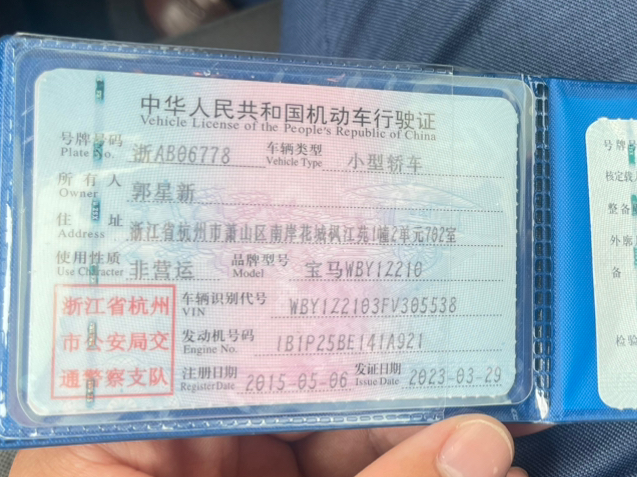 中华人民共和国机动车行驶证
Vehicle License of the People's Republic of China
号牌号码 浙AB06778 车辆类型 小型轿车
Plate No. Vehicle Type
所有人 郭星新
Owner
住址 浙江省杭州市萧山区南岸花城枫江苑1幢2单元702室
Address
使用性质 非营运 品牌型号 宝马WBY1Z210
Use Character Model
浙江省杭州
市公安局交
通警察支队
车辆识别代号 WBY1Z2103FV305538
VIN
发动机号码 IB1P25BE141A921
Engine No.
注册日期 2015-05-06 发证日期 2023-03-29
Register Date Issue Date
号牌
核定载
整备
外廓
备
检验